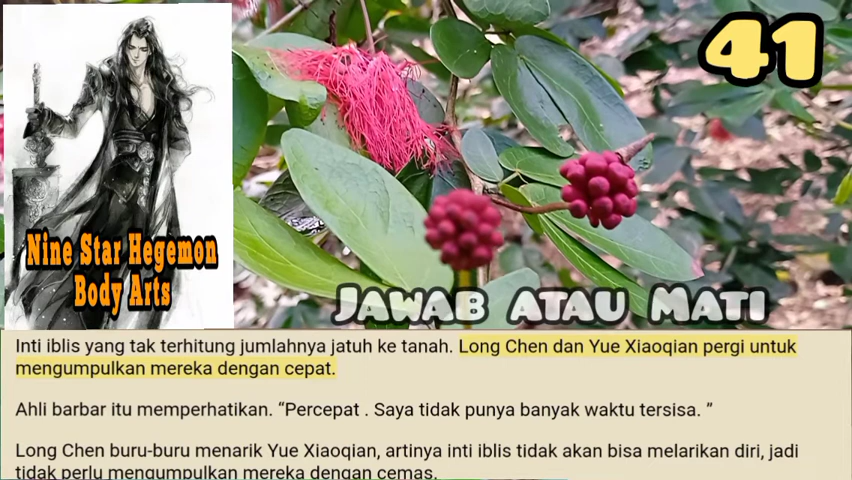 41
Nine Star Hegemon
Body Arts
Jawab atau Mati
Inti iblis yang tak terhitung jumlahnya jatuh ke tanah. Long Chen dan Yue Xiaoqian pergi untuk
mengumpulkan mereka dengan cepat.
Ahli barbar itu memperhatikan. “Percepat . Saya tidak punya banyak waktu tersisa. ”
Long Chen buru-buru menarik Yue Xiaoqian, artinya inti iblis tidak akan bisa melarikan diri, jadi
tidak perlu mengumpulkan mereka dengan cemas.